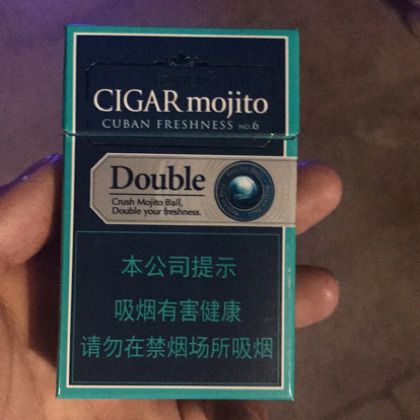 CIGAR mojito
CUBAN FRESHNESS NO.6
Double
Crush Mojito Ball,
Double your freshness.
本公司提示
吸烟有害健康
请勿在禁烟场所吸烟